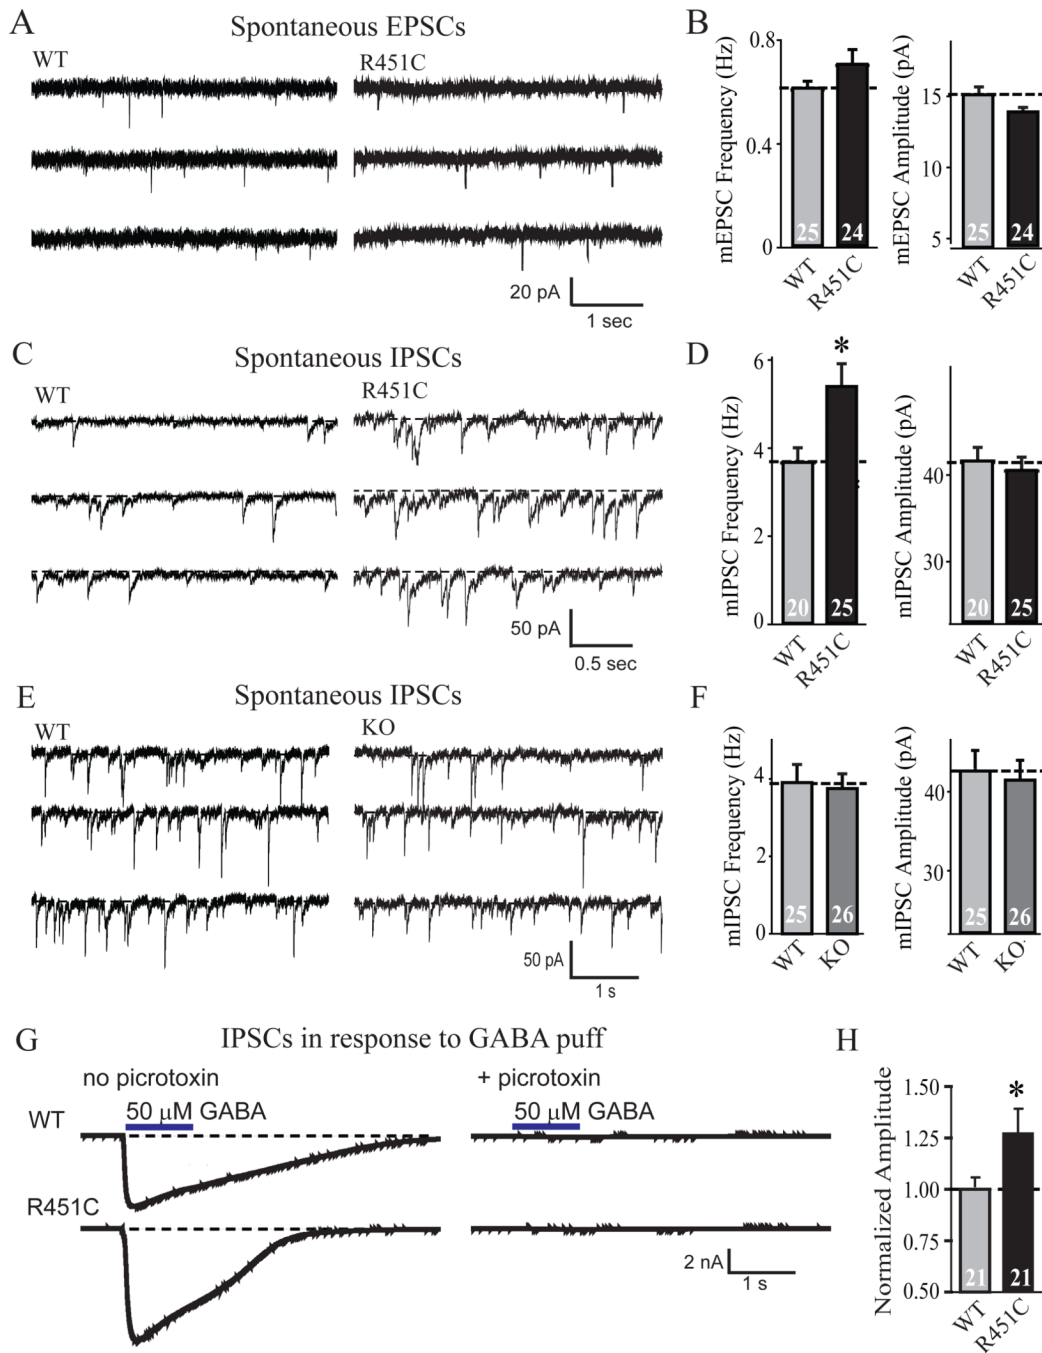 A
Spontaneous EPSCs
WT
R451C
20 pA
1 sec
B
mEPSC Frequency (Hz)
0.8
0.4
0
25
24
WT
R451C
mEPSC Amplitude (pA)
15
10
5
25
24
WT
R451C
C
Spontaneous IPSCs
WT
R451C
50 pA
0.5 sec
D
mIPSC Frequency (Hz)
6
4
2
0
*
20
25
WT
R451C
mIPSC Amplitude (pA)
40
30
20
25
WT
R451C
E
Spontaneous IPSCs
WT
KO
50 pA
1 s
F
mIPSC Frequency (Hz)
4
2
0
25
26
WT
KO
mIPSC Amplitude (pA)
40
30
25
26
WT
KO
G
IPSCs in response to GABA puff
no picrotoxin
+ picrotoxin
50 μM GABA
50 μM GABA
WT
R451C
2 nA
1 s
H
Normalized Amplitude
1.50
1.25
1.00
0.75
0.50
*
21
21
WT
R451C